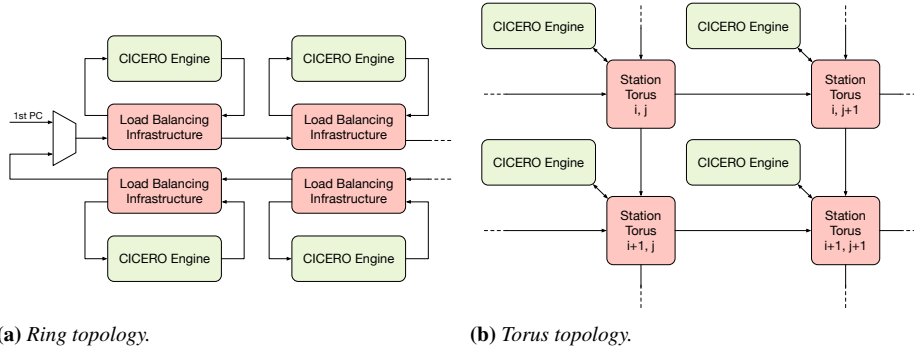 CICERO Engine
CICERO Engine
1st PC
Load Balancing
Infrastructure
Load Balancing
Infrastructure
Load Balancing
Infrastructure
Load Balancing
Infrastructure
CICERO Engine
CICERO Engine
(a) Ring topology.
CICERO Engine
CICERO Engine
Station
Torus
i, j
Station
Torus
i, j+1
CICERO Engine
CICERO Engine
Station
Torus
i+1, j
Station
Torus
i+1, j+1
(b) Torus topology.